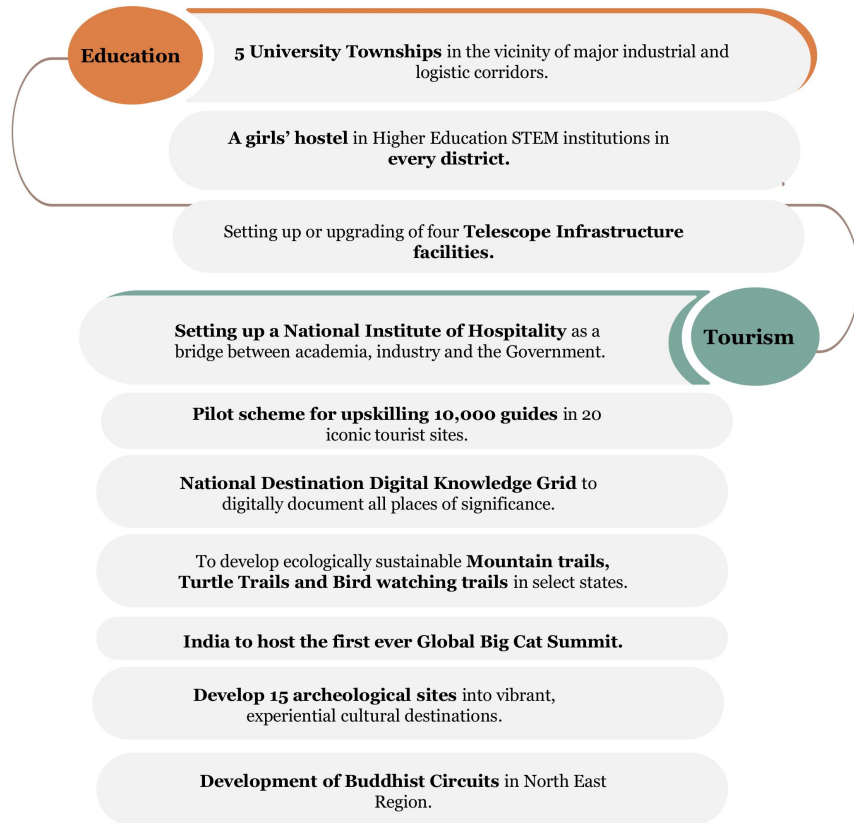 Education
5 University Townships in the vicinity of major industrial and
logistic corridors.
A girls' hostel in Higher Education STEM institutions in
every district.
Setting up or upgrading of four Telescope Infrastructure
facilities.
Tourism
Setting up a National Institute of Hospitality as a
bridge between academia, industry and the Government.
Pilot scheme for upskilling 10,000 guides in 20
iconic tourist sites.
National Destination Digital Knowledge Grid to
digitally document all places of significance.
To develop ecologically sustainable Mountain trails,
Turtle Trails and Bird watching trails in select states.
India to host the first ever Global Big Cat Summit.
Develop 15 archeological sites into vibrant,
experiential cultural destinations.
Development of Buddhist Circuits in North East
Region.